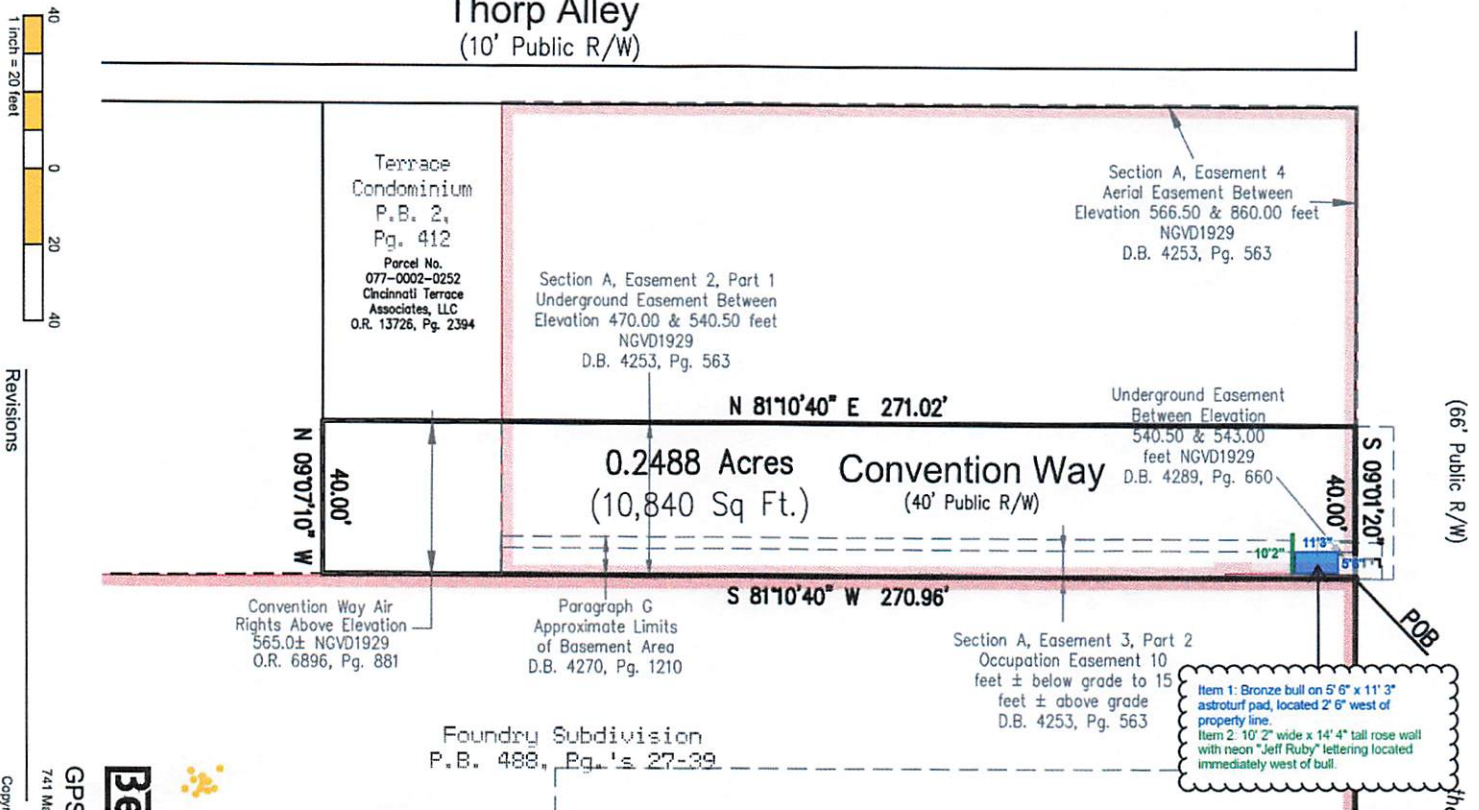 Thorp Alley
(10' Public R/W)
40
0
20
40
1 inch = 20 feet
Revisions
Terrace
Condominium
P.B. 2,
Pg. 412
Parcel No.
077-0002-0252
Cincinnati Terrace
Associates, LLC
O.R. 13726, Pg. 2394
Section A, Easement 4
Aerial Easement Between
Elevation 566.50 & 860.00 feet
NGVD1929
D.B. 4253, Pg. 563
Section A, Easement 2, Part 1
Underground Easement Between
Elevation 470.00 & 540.50 feet
NGVD1929
D.B. 4253, Pg. 563
Underground Easement
Between Elevation
540.50 & 543.00
feet NGVD1929
D.B. 4289, Pg. 660
(66' Public R/W)
N 81°10'40" E 271.02'
N 09°07'10" W
40.00'
0.2488 Acres
(10,840 Sq Ft.)
Convention Way
(40' Public R/W)
40.00'
S 09°01'20" E
10'2"
11'3"
5'6"
S 81°10'40" W 270.96'
POB
Convention Way Air
Rights Above Elevation
565.0± NGVD1929
O.R. 6896, Pg. 881
Paragraph G
Approximate Limits
of Basement Area
D.B. 4270, Pg. 1210
Section A, Easement 3, Part 2
Occupation Easement 10
feet ± below grade to 15
feet ± above grade
D.B. 4253, Pg. 563
Item 1: Bronze bull on 5' 6" x 11' 3"
astroturf pad, located 2' 6" west of
property line.
Item 2: 10' 2" wide x 14' 4" tall rose wall
with neon "Jeff Ruby" lettering located
immediately west of bull.
Foundry Subdivision
P.B. 488, Pg.'s 27-39
Be
GPS
741 Ma
Copyr